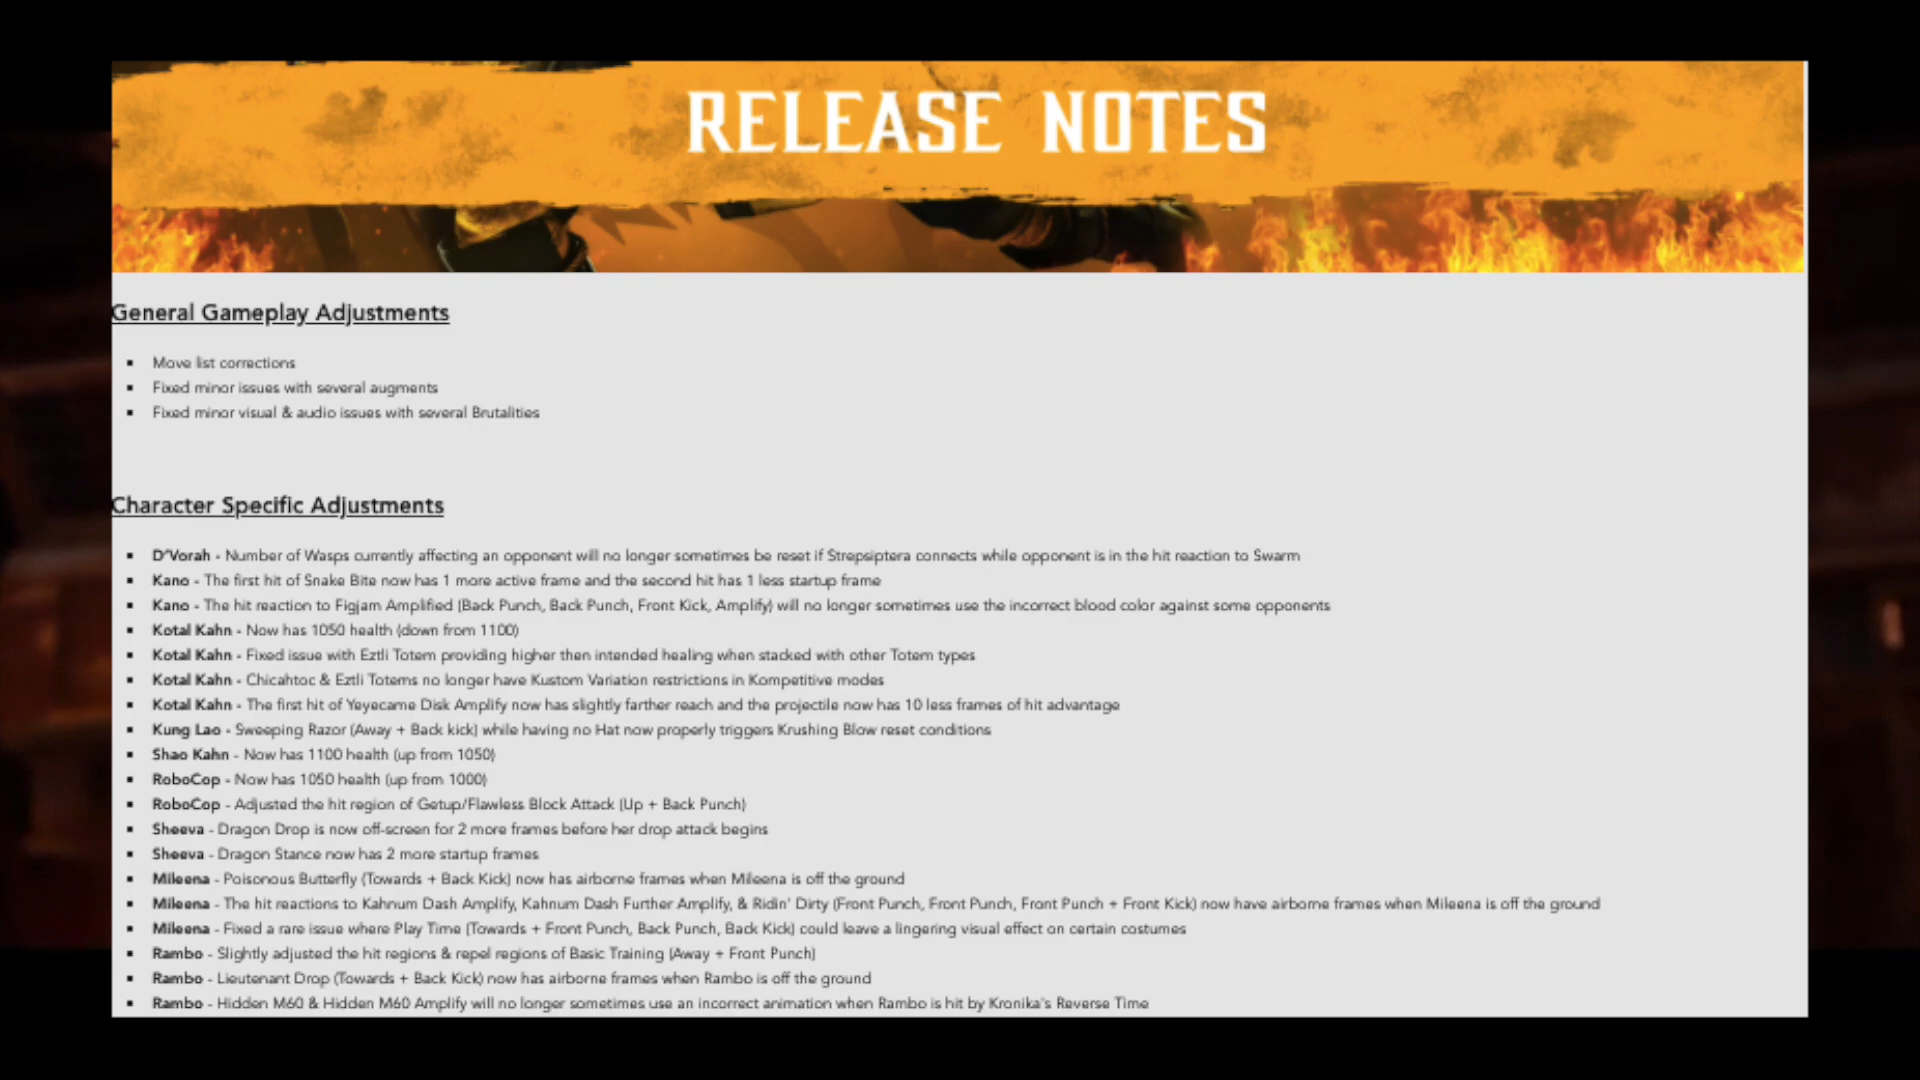 RELEASE NOTES
General Gameplay Adjustments
▪ Move list corrections
▪ Fixed minor issues with several augments
▪ Fixed minor visual & audio issues with several Brutalities
Character Specific Adjustments
▪ D'Vorah - Number of Wasps currently affecting an opponent will no longer sometimes be reset if Strepsiptera connects while opponent is in the hit reaction to Swarm
▪ Kano - The first hit of Snake Bite now has 1 more active frame and the second hit has 1 less startup frame
▪ Kano - The hit reaction to Figjam Amplified (Back Punch, Back Punch, Front Kick, Amplify) will no longer sometimes use the incorrect blood color against some opponents
▪ Kotal Kahn - Now has 1050 health (down from 1100)
▪ Kotal Kahn - Fixed issue with Eztli Totem providing higher then intended healing when stacked with other Totem types
▪ Kotal Kahn - Chicahtoc & Eztli Totems no longer have Kustom Variation restrictions in Kompetitive modes
▪ Kotal Kahn - The first hit of Yeyecame Disk Amplify now has slightly farther reach and the projectile now has 10 less frames of hit advantage
▪ Kung Lao - Sweeping Razor (Away + Back kick) while having no Hat now properly triggers Krushing Blow reset conditions
▪ Shao Kahn - Now has 1100 health (up from 1050)
▪ RoboCop - Now has 1050 health (up from 1000)
▪ RoboCop - Adjusted the hit region of Getup/Flawless Block Attack (Up + Back Punch)
▪ Sheeva - Dragon Drop is now off-screen for 2 more frames before her drop attack begins
▪ Sheeva - Dragon Stance now has 2 more startup frames
▪ Mileena - Poisonous Butterfly (Towards + Back Kick) now has airborne frames when Mileena is off the ground
▪ Mileena - The hit reactions to Kahnum Dash Amplify, Kahnum Dash Further Amplify, & Ridin' Dirty (Front Punch, Front Punch, Front Punch + Front Kick) now have airborne frames when Mileena is off the ground
▪ Mileena - Fixed a rare issue where Play Time (Towards + Front Punch, Back Punch, Back Kick) could leave a lingering visual effect on certain costumes
▪ Rambo - Slightly adjusted the hit regions & repel regions of Basic Training (Away + Front Punch)
▪ Rambo - Lieutenant Drop (Towards + Back Kick) now has airborne frames when Rambo is off the ground
▪ Rambo - Hidden M60 & Hidden M60 Amplify will no longer sometimes use an incorrect animation when Rambo is hit by Kronika's Reverse Time